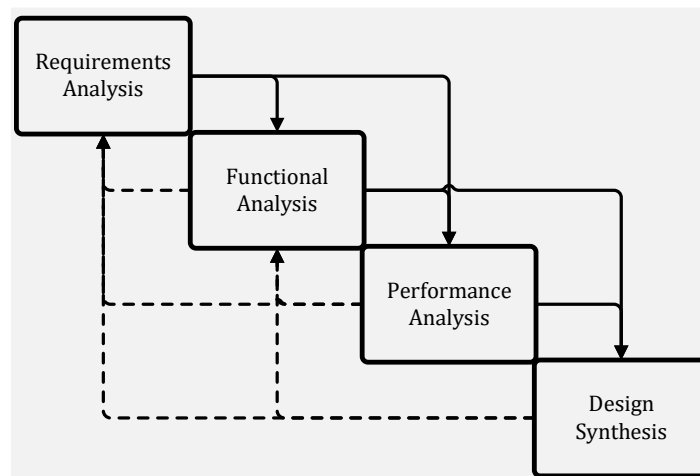 Requirements
Analysis
Functional
Analysis
Performance
Analysis
Design
Synthesis